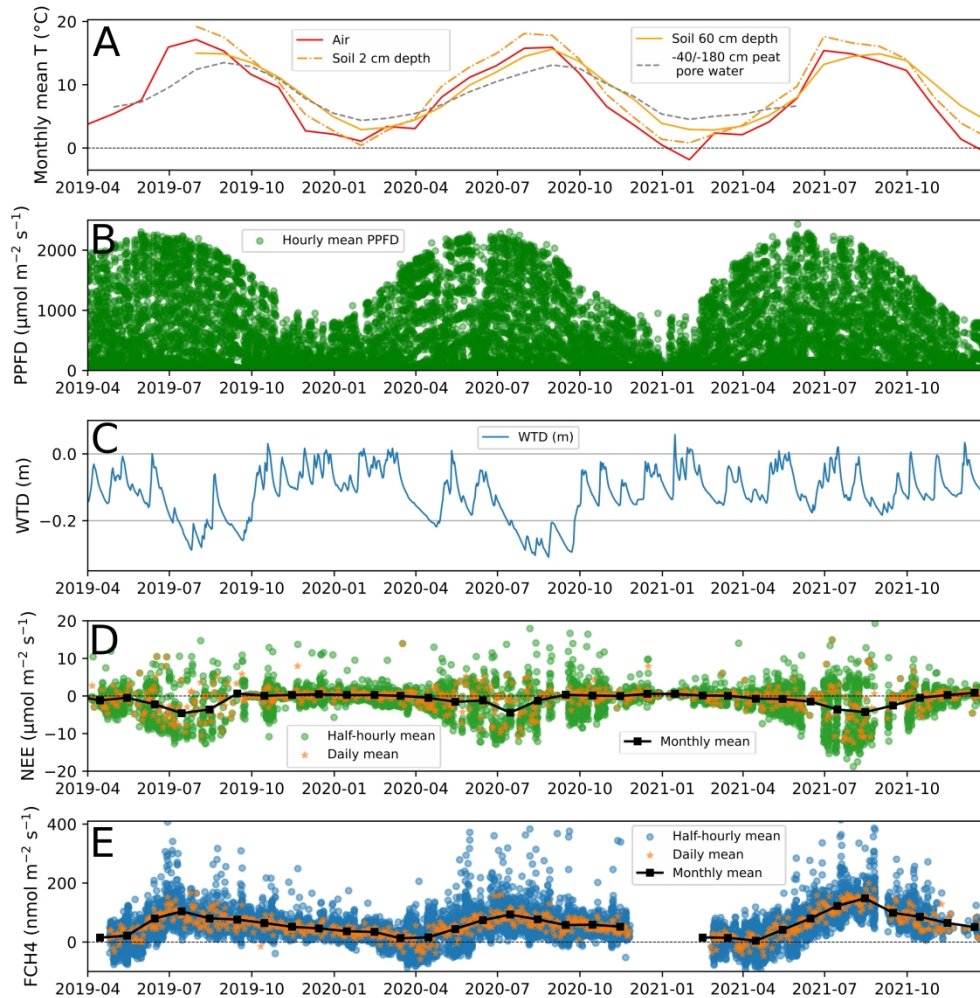 A
Monthly mean T (°C)
20
10
0
Air
Soil 2 cm depth
Soil 60 cm depth
-40/-180 cm peat
pore water
2019-04 2019-07 2019-10 2020-01 2020-04 2020-07 2020-10 2021-01 2021-04 2021-07 2021-10
B
PPFD (μmol m⁻² s⁻¹)
2000
1000
0
Hourly mean PPFD
2019-04 2019-07 2019-10 2020-01 2020-04 2020-07 2020-10 2021-01 2021-04 2021-07 2021-10
C
WTD (m)
0.0
−0.2
WTD (m)
2019-04 2019-07 2019-10 2020-01 2020-04 2020-07 2020-10 2021-01 2021-04 2021-07 2021-10
D
NEE (μmol m⁻² s⁻¹)
20
10
0
−10
−20
Half-hourly mean
Daily mean
Monthly mean
2019-04 2019-07 2019-10 2020-01 2020-04 2020-07 2020-10 2021-01 2021-04 2021-07 2021-10
E
FCH4 (nmol m⁻² s⁻¹)
400
200
0
Half-hourly mean
Daily mean
Monthly mean
2019-04 2019-07 2019-10 2020-01 2020-04 2020-07 2020-10 2021-01 2021-04 2021-07 2021-10